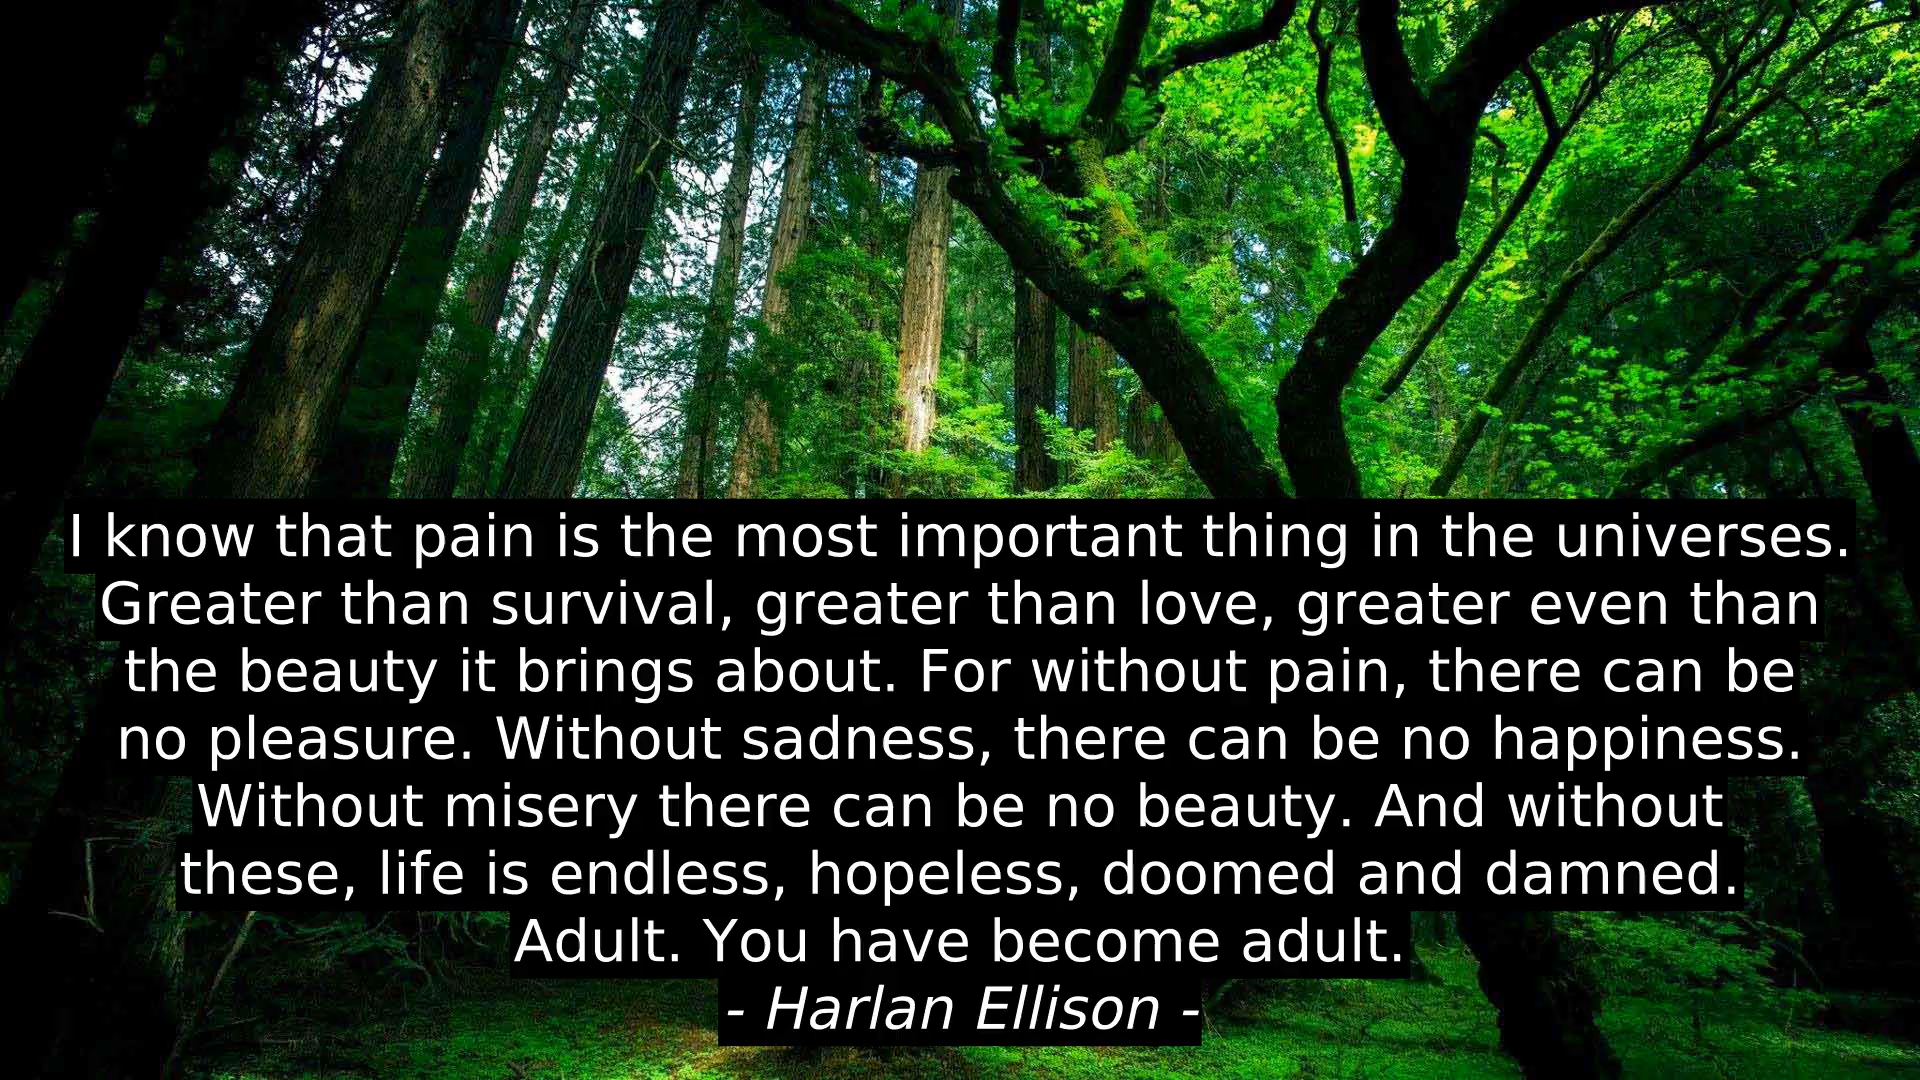 I know that pain is the most important thing in the universes.
Greater than survival, greater than love, greater even than
the beauty it brings about. For without pain, there can be
no pleasure. Without sadness, there can be no happiness.
Without misery there can be no beauty. And without
these, life is endless, hopeless, doomed and damned.
Adult. You have become adult.
- Harlan Ellison -